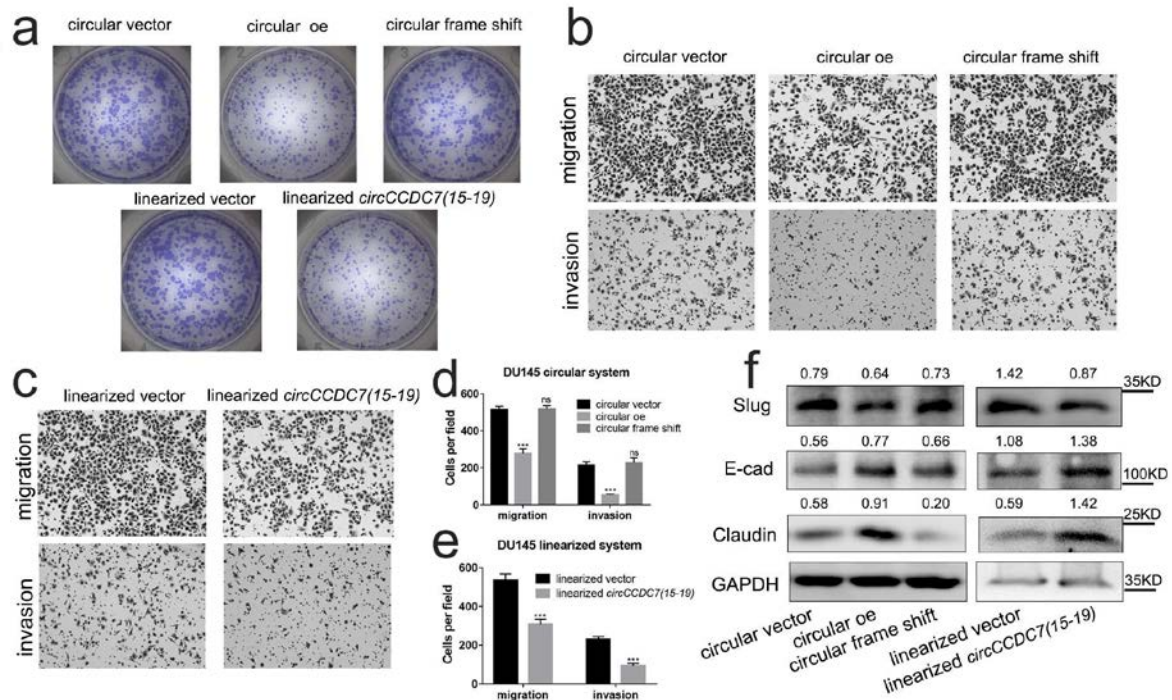 a
circular vector
circular oe
circular frame shift
2
3
linearized vector
linearized circCCDC7(15-19)
b
circular vector
circular oe
circular frame shift
migration
invasion
c
linearized vector
linearized circCCDC7(15-19)
migration
invasion
d
DU145 circular system
Cells per field
600
400
200
0
circular vector
circular oe
circular frame shift
***
ns
***
ns
migration
invasion
e
DU145 linearized system
Cells per field
600
400
200
0
linearized vector
linearized circCCDC7(15-19)
***
***
migration
invasion
f
0.79 0.64 0.73 1.42 0.87
Slug
35KD
0.56 0.77 0.66 1.08 1.38
E-cad
100KD
0.58 0.91 0.20 0.59 1.42
Claudin
25KD
GAPDH
35KD
circular vector
circular oe
circular frame shift
linearized vector
linearized circCCDC7(15-19)